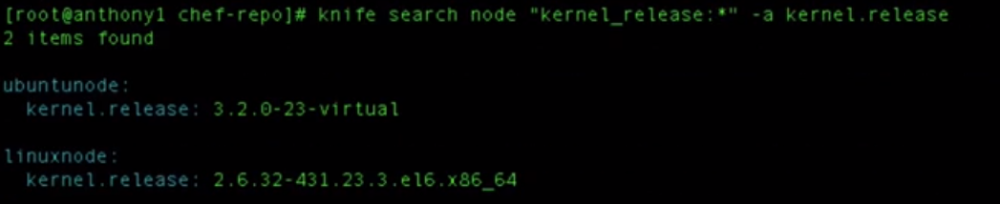 [root@anthony1 chef-repo]# knife search node "kernel_release:*" -a kernel.release
2 items found
ubuntunode:
kernel.release: 3.2.0-23-virtual
linuxnode:
kernel.release: 2.6.32-431.23.3.el6.x86_64